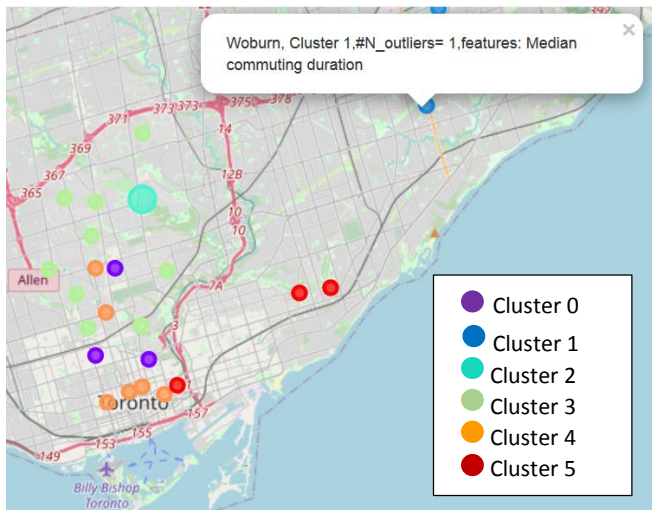 392
×
Woburn, Cluster 1,#N_outliers= 1,features: Median
commuting duration
371
373
373
375
378
14
369
367
12B
365
10
10
Allen
7A
3
Cluster 0
Cluster 1
Cluster 2
Cluster 3
Cluster 4
Cluster 5
1
Toronto
157
155
153
149
Billy Bishop
Toronto